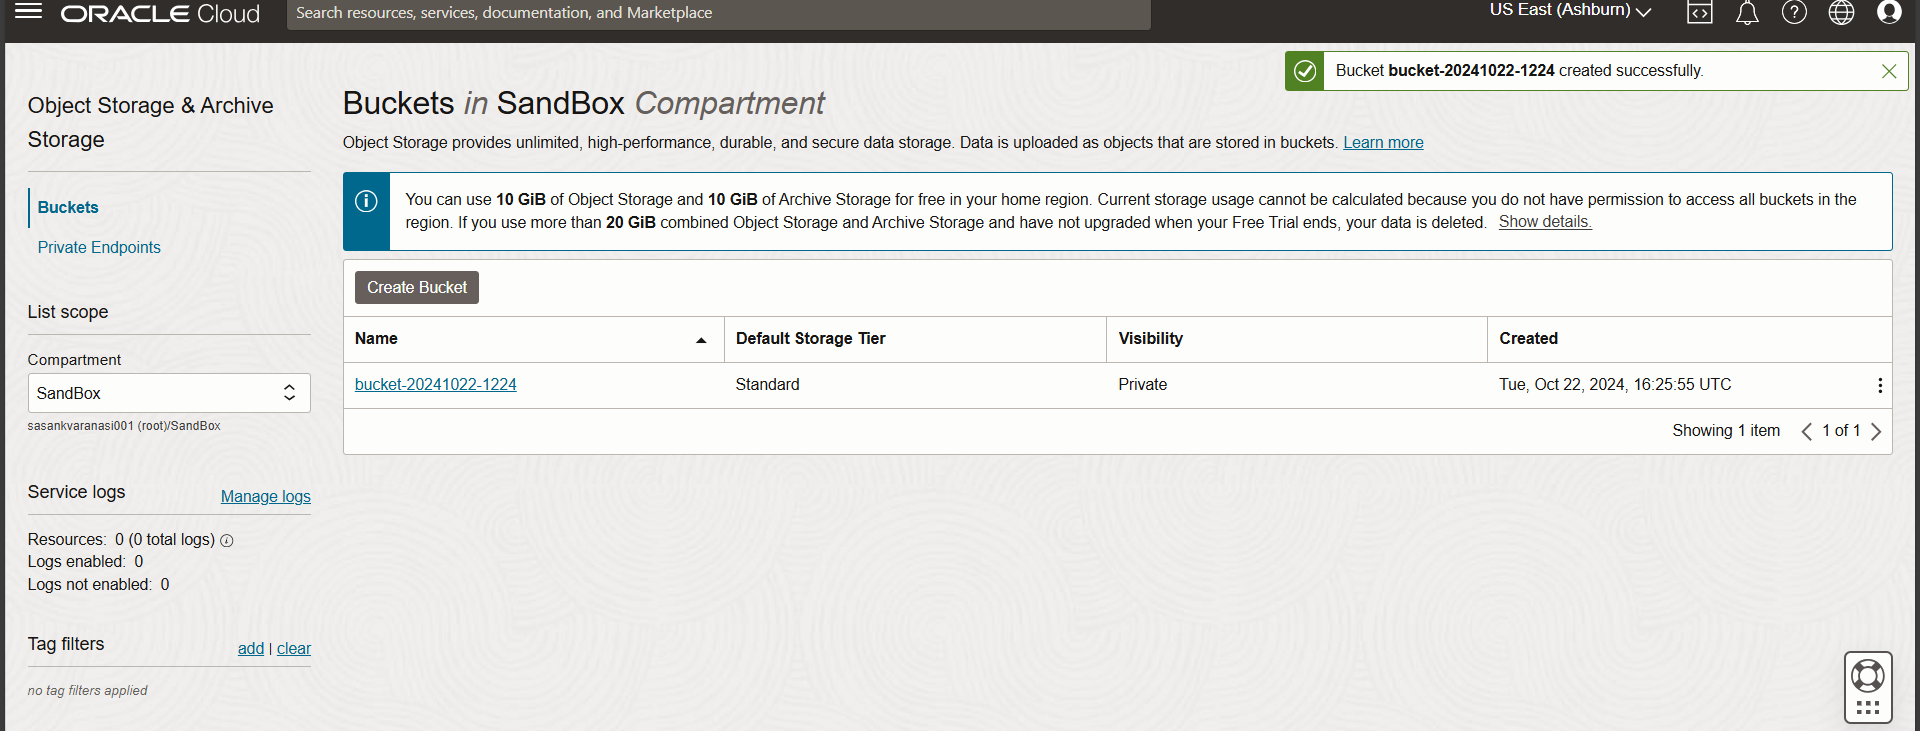 ORACLE Cloud
Search resources, services, documentation, and Marketplace
US East (Ashburn)
Bucket bucket-20241022-1224 created successfully.
Object Storage & Archive
Storage
Buckets
Private Endpoints
List scope
Compartment
SandBox
sasankvaranasi001 (root)/SandBox
Service logs
Manage logs
Resources: 0 (0 total logs)
Logs enabled: 0
Logs not enabled: 0
Tag filters
add | clear
no tag filters applied
Buckets in SandBox Compartment
Object Storage provides unlimited, high-performance, durable, and secure data storage. Data is uploaded as objects that are stored in buckets. Learn more
You can use 10 GiB of Object Storage and 10 GiB of Archive Storage for free in your home region. Current storage usage cannot be calculated because you do not have permission to access all buckets in the
region. If you use more than 20 GiB combined Object Storage and Archive Storage and have not upgraded when your Free Trial ends, your data is deleted. Show details.
Create Bucket
Name Default Storage Tier Visibility Created
bucket-20241022-1224 Standard Private Tue, Oct 22, 2024, 16:25:55 UTC
Showing 1 item 1 of 1